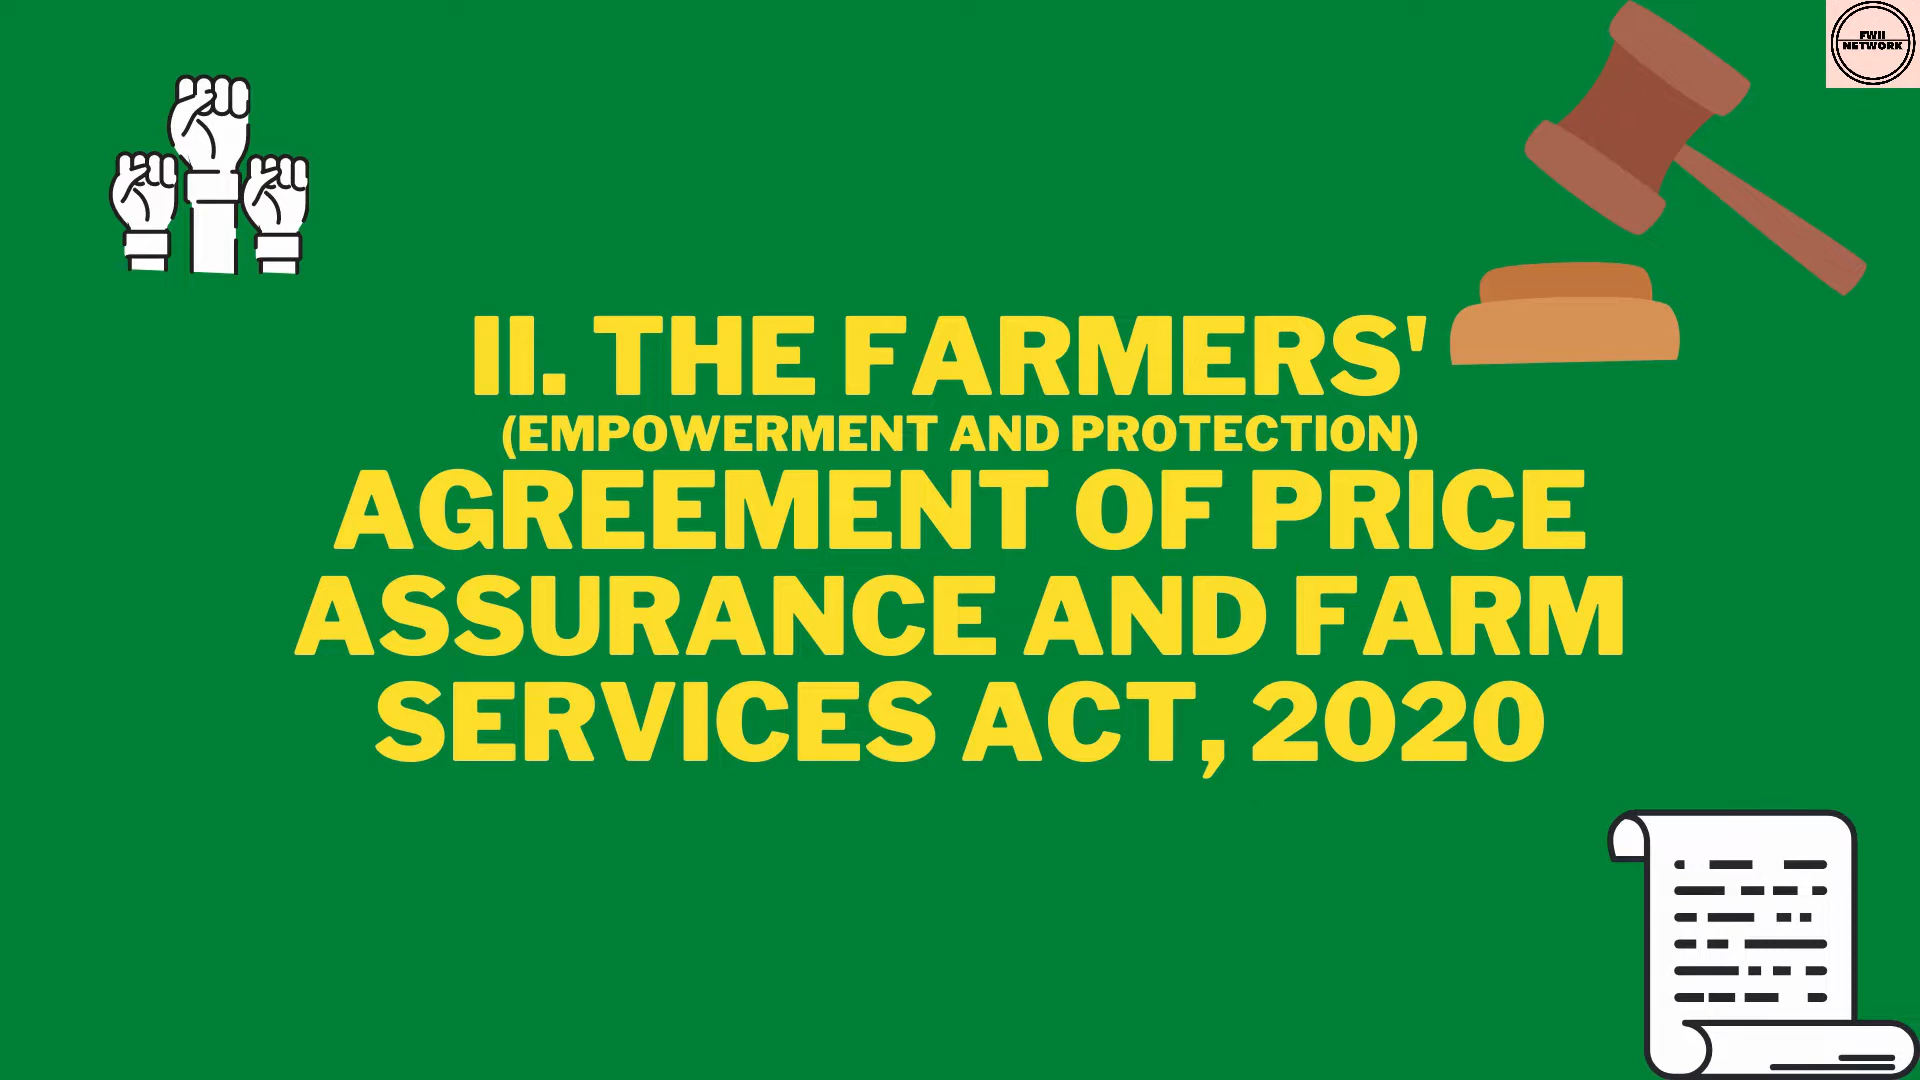 FWII
NETWORK
II. THE FARMERS'
(EMPOWERMENT AND PROTECTION)
AGREEMENT OF PRICE
ASSURANCE AND FARM
SERVICES ACT, 2020